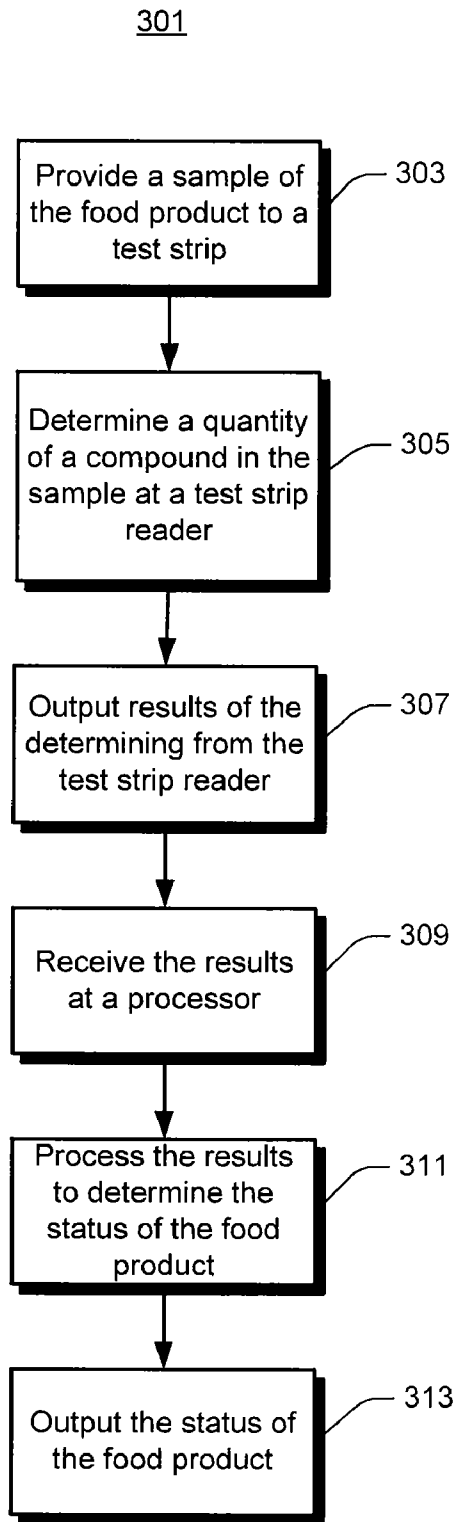 301
Provide a sample of
the food product to a
test strip
303
Determine a quantity
of a compound in the
sample at a test strip
reader
305
Output results of the
determining from the
test strip reader
307
Receive the results
at a processor
309
Process the results
to determine the
status of the food
product
311
Output the status of
the food product
313